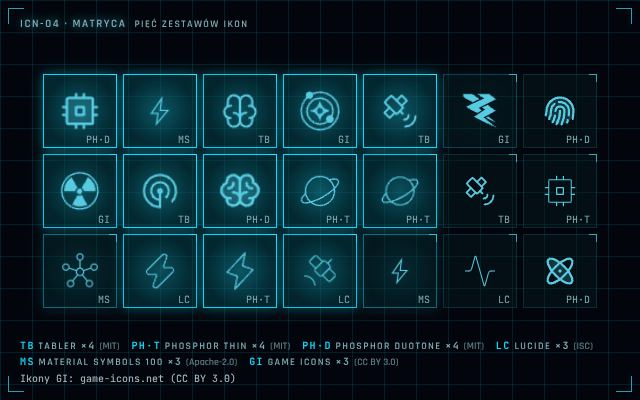 ICN-04 · MATRYCA PIĘĆ ZESTAWÓW IKON
PH·D MS TB GI TB GI PH·D
GI TB PH·D PH·T PH·T TB PH·T
MS LC PH·T LC MS LC PH·D
TB TABLER ×4 (MIT) PH·T PHOSPHOR THIN ×4 (MIT) PH·D PHOSPHOR DUOTONE ×4 (MIT) LC LUCIDE ×3 (ISC)
MS MATERIAL SYMBOLS 100 ×3 (Apache-2.0) GI GAME ICONS ×3 (CC BY 3.0)
Ikony GI: game-icons.net (CC BY 3.0)